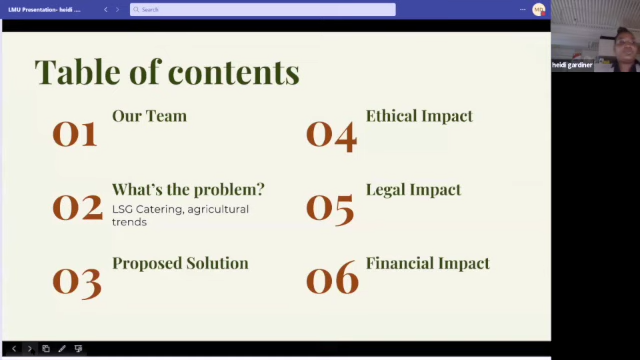 LMU Presentation- heidi ....
Search
Table of contents
01
Our Team
02
What's the problem?
LSG Catering, agricultural
trends
03
Proposed Solution
04
Ethical Impact
05
Legal Impact
06
Financial Impact
heidi gardiner